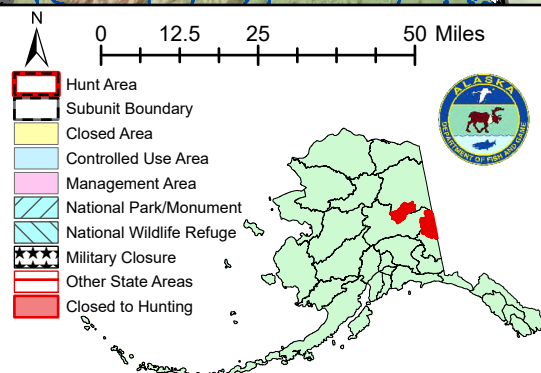 N
0 12.5 25 50 Miles
Hunt Area
Subunit Boundary
Closed Area
Controlled Use Area
Management Area
National Park/Monument
National Wildlife Refuge
Military Closure
Other State Areas
Closed to Hunting
ALASKA
DEPARTMENT OF FISH AND GAME